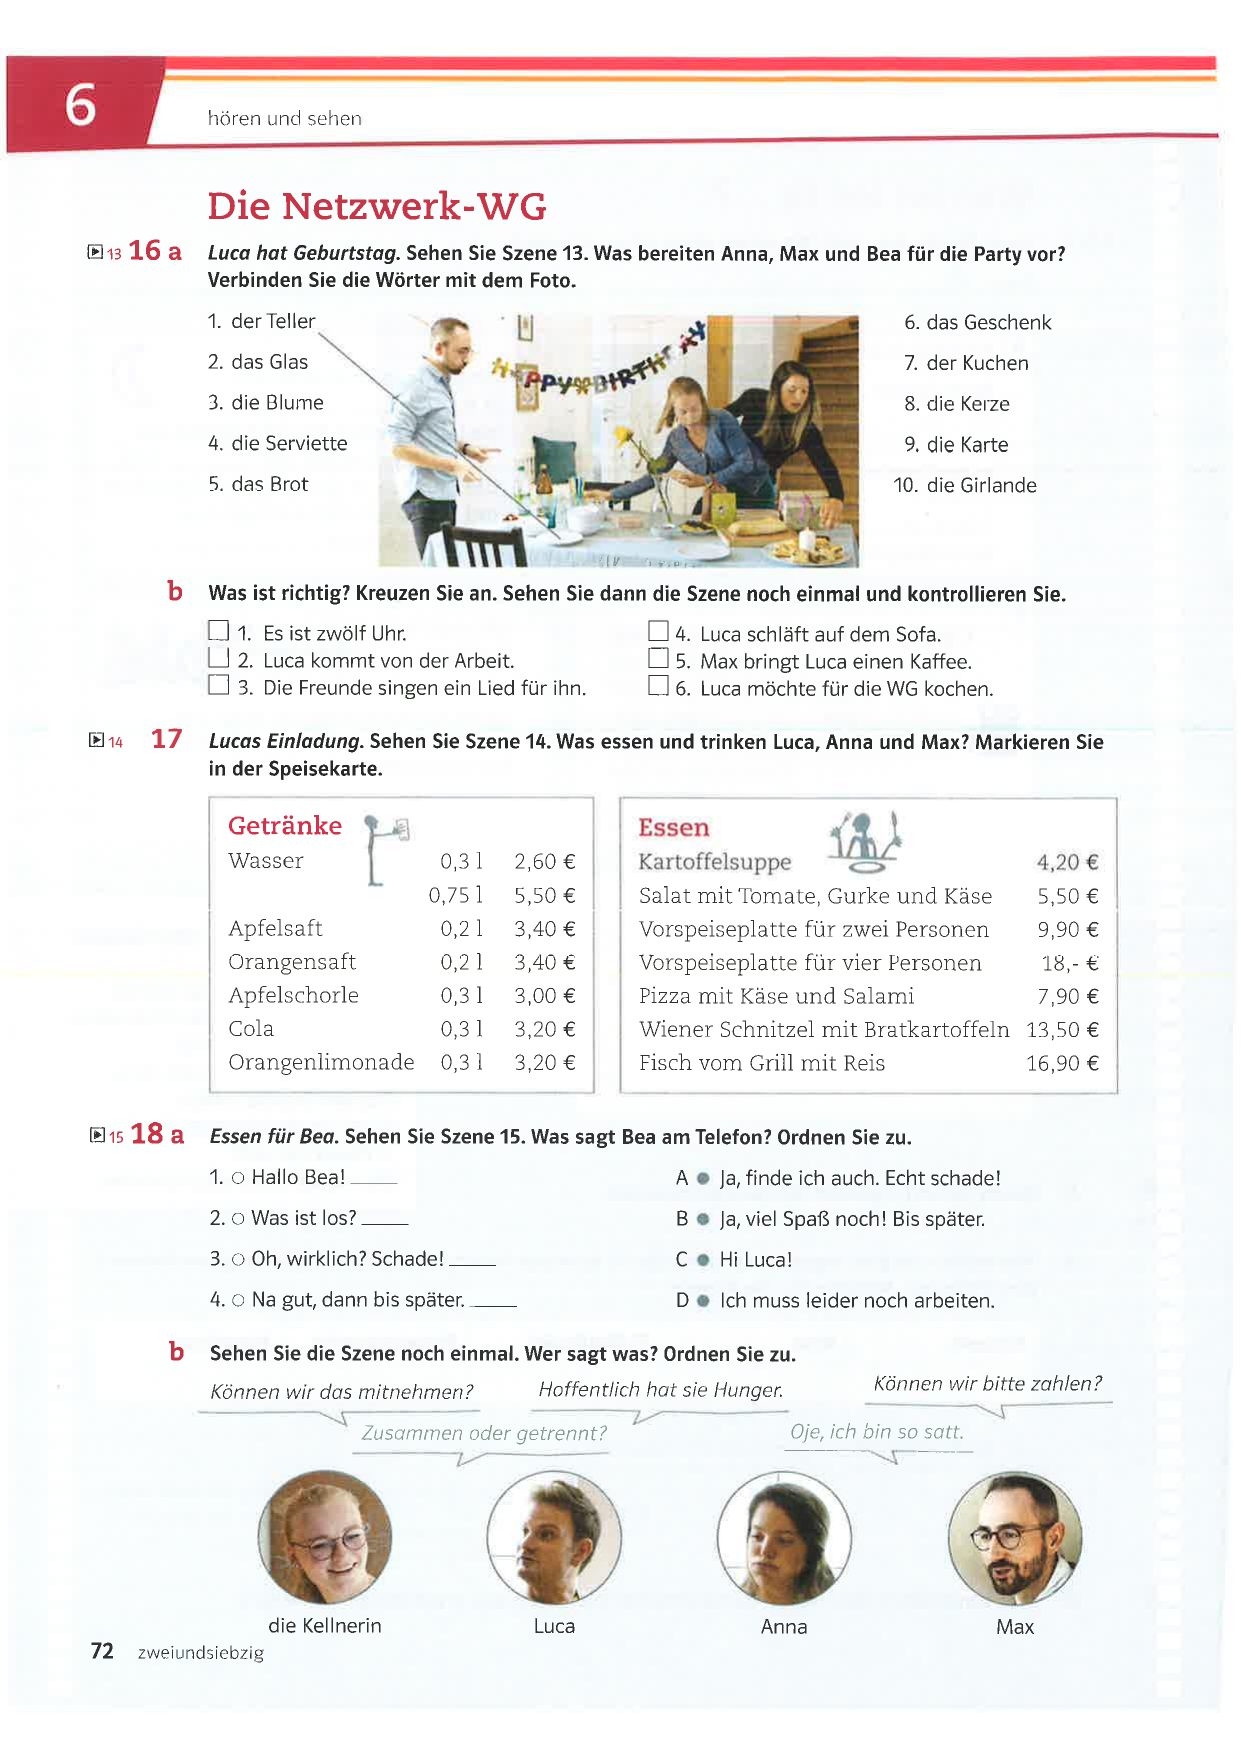 6
hören und sehen
Die Netzwerk-WG
13 16 a Luca hat Geburtstag. Sehen Sie Szene 13. Was bereiten Anna, Max und Bea für die Party vor?
Verbinden Sie die Wörter mit dem Foto.
1. der Teller
2. das Glas
3. die Blume
4. die Serviette
5. das Brot
HAPPY BIRTHDAY
6. das Geschenk
7. der Kuchen
8. die Kerze
9. die Karte
10. die Girlande
b Was ist richtig? Kreuzen Sie an. Sehen Sie dann die Szene noch einmal und kontrollieren Sie.
1. Es ist zwölf Uhr.
2. Luca kommt von der Arbeit.
3. Die Freunde singen ein Lied für ihn.
4. Luca schläft auf dem Sofa.
5. Max bringt Luca einen Kaffee.
6. Luca möchte für die WG kochen.
14 17 Lucas Einladung. Sehen Sie Szene 14. Was essen und trinken Luca, Anna und Max? Markieren Sie
in der Speisekarte.
Getränke
Wasser 0,3 l 2,60 €
0,75 l 5,50 €
Apfelsaft 0,2 l 3,40 €
Orangensaft 0,2 l 3,40 €
Apfelschorle 0,3 l 3,00 €
Cola 0,3 l 3,20 €
Orangenlimonade 0,3 l 3,20 €
Essen
Kartoffelsuppe 4,20 €
Salat mit Tomate, Gurke und Käse 5,50 €
Vorspeiseplatte für zwei Personen 9,90 €
Vorspeiseplatte für vier Personen 18,- €
Pizza mit Käse und Salami 7,90 €
Wiener Schnitzel mit Bratkartoffeln 13,50 €
Fisch vom Grill mit Reis 16,90 €
15 18 a Essen für Bea. Sehen Sie Szene 15. Was sagt Bea am Telefon? Ordnen Sie zu.
1. o Hallo Bea! ____
2. o Was ist los? ____
3. o Oh, wirklich? Schade! ____
4. o Na gut, dann bis später. ____
A ● Ja, finde ich auch. Echt schade!
B ● Ja, viel Spaß noch! Bis später.
C ● Hi Luca!
D ● Ich muss leider noch arbeiten.
b Sehen Sie die Szene noch einmal. Wer sagt was? Ordnen Sie zu.
Können wir das mitnehmen?
Hoffentlich hat sie Hunger.
Können wir bitte zahlen?
Zusammen oder getrennt?
Oje, ich bin so satt.
die Kellnerin
Luca
Anna
Max
72 zweiundsiebzig